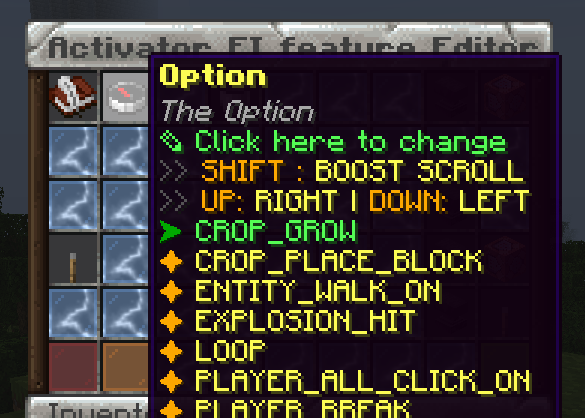 Activator EI feature Editor
Option
The Option
Click here to change
>> SHIFT : BOOST SCROLL
>> UP: RIGHT | DOWN: LEFT
CROP_GROW
CROP_PLACE_BLOCK
ENTITY_WALK_ON
EXPLOSION_HIT
LOOP
PLAYER_ALL_CLICK_ON
PLAYER_BREAK
Invent